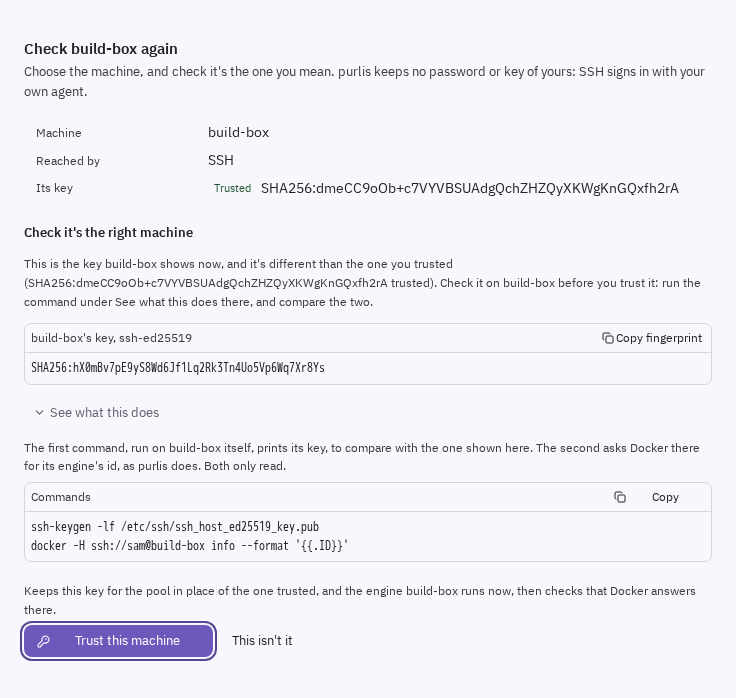 Check build-box again
Choose the machine, and check it's the one you mean. purlis keeps no password or key of yours: SSH signs in with your
own agent.
Machine build-box
Reached by SSH
Its key Trusted SHA256:dmeCC9oOb+c7VYVBSUAdgQchZHZQyXKWgKnGQxfh2rA
Check it's the right machine
This is the key build-box shows now, and it's different than the one you trusted
(SHA256:dmeCC9oOb+c7VYVBSUAdgQchZHZQyXKWgKnGQxfh2rA trusted). Check it on build-box before you trust it: run the
command under See what this does there, and compare the two.
build-box's key, ssh-ed25519 Copy fingerprint
SHA256:hX0mBv7pE9yS8Wd6Jf1Lq2Rk3Tn4Uo5Vp6Wq7Xr8Ys
See what this does
The first command, run on build-box itself, prints its key, to compare with the one shown here. The second asks Docker there
for its engine's id, as purlis does. Both only read.
Commands Copy
ssh-keygen -lf /etc/ssh/ssh_host_ed25519_key.pub
docker -H ssh://sam@build-box info --format '{{.ID}}'
Keeps this key for the pool in place of the one trusted, and the engine build-box runs now, then checks that Docker answers
there.
Trust this machine This isn't it